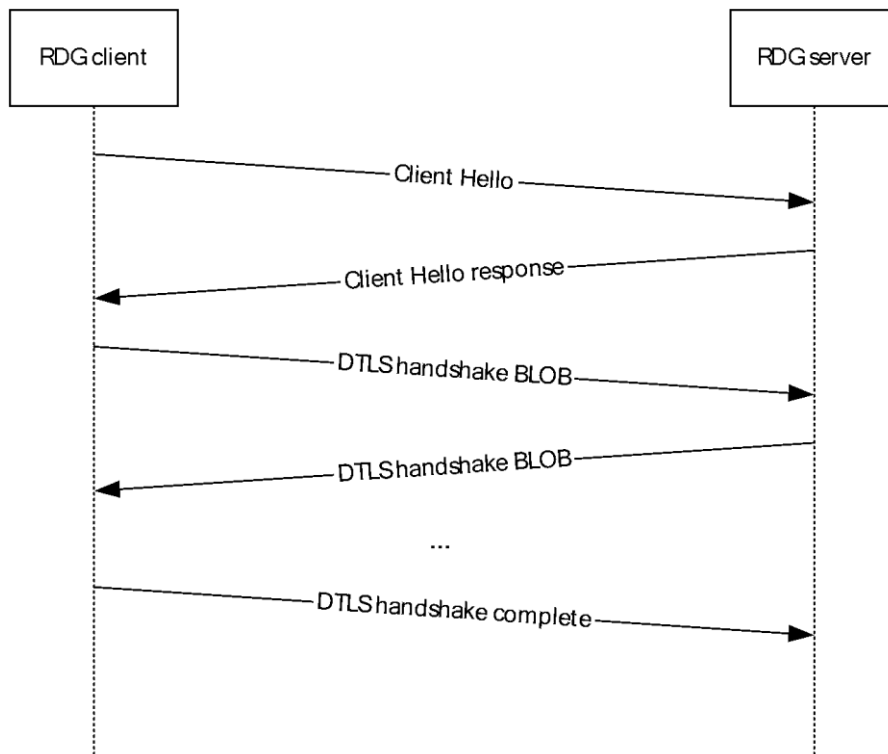 RDG client
RDG server
Client Hello
Client Hello response
DTLS handshake BLOB
DTLS handshake BLOB
...
DTLS handshake complete